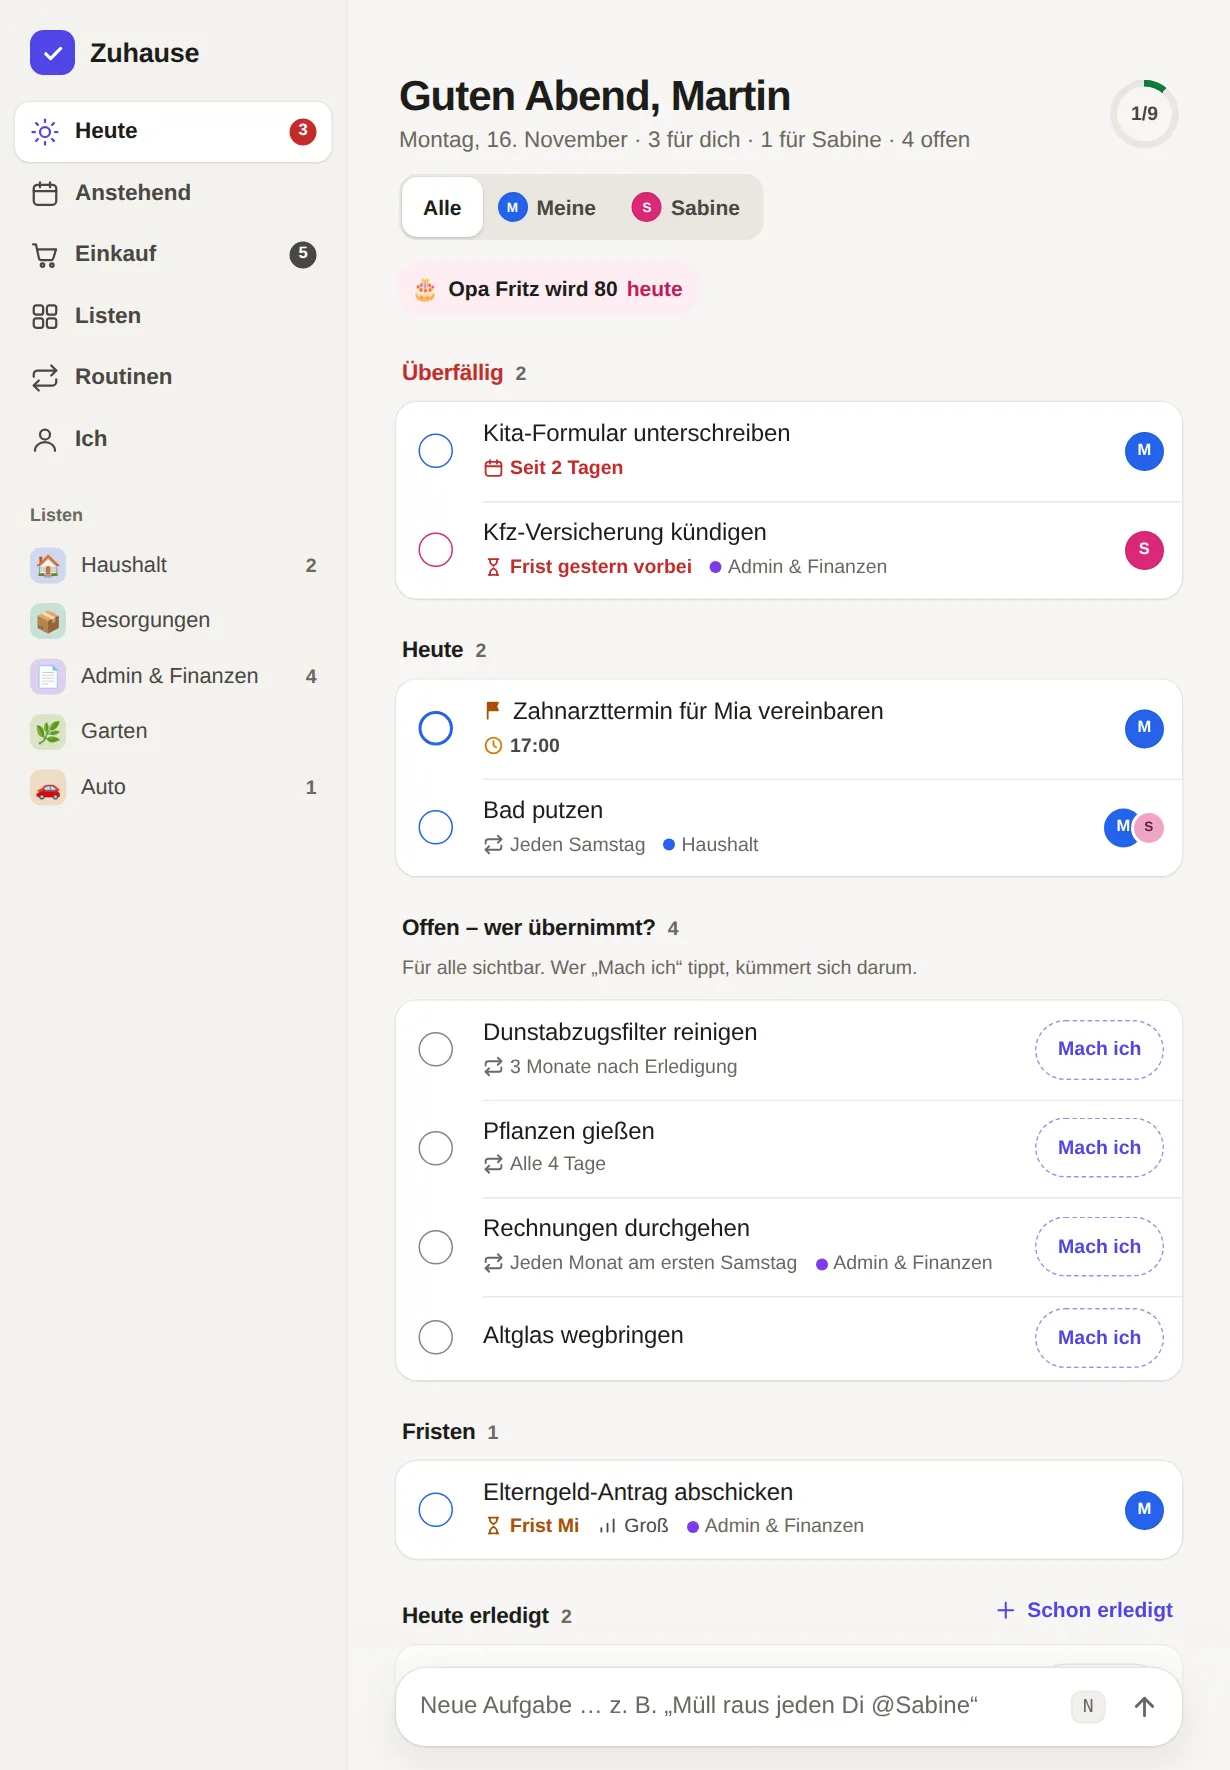 Zuhause
Heute 3
Anstehend
Einkauf 5
Listen
Routinen
Ich
Listen
Haushalt 2
Besorgungen
Admin & Finanzen 4
Garten
Auto 1
Guten Abend, Martin
Montag, 16. November · 3 für dich · 1 für Sabine · 4 offen
1/9
Alle M Meine S Sabine
Opa Fritz wird 80 heute
Überfällig 2
Kita-Formular unterschreiben
Seit 2 Tagen
M
Kfz-Versicherung kündigen
Frist gestern vorbei Admin & Finanzen
S
Heute 2
Zahnarzttermin für Mia vereinbaren
17:00
M
Bad putzen
Jeden Samstag Haushalt
M S
Offen – wer übernimmt? 4
Für alle sichtbar. Wer „Mach ich“ tippt, kümmert sich darum.
Dunstabzugsfilter reinigen
3 Monate nach Erledigung
Mach ich
Pflanzen gießen
Alle 4 Tage
Mach ich
Rechnungen durchgehen
Jeden Monat am ersten Samstag Admin & Finanzen
Mach ich
Altglas wegbringen
Mach ich
Fristen 1
Elterngeld-Antrag abschicken
Frist Mi Groß Admin & Finanzen
M
Heute erledigt 2
Schon erledigt
Neue Aufgabe … z. B. „Müll raus jeden Di @Sabine“ N